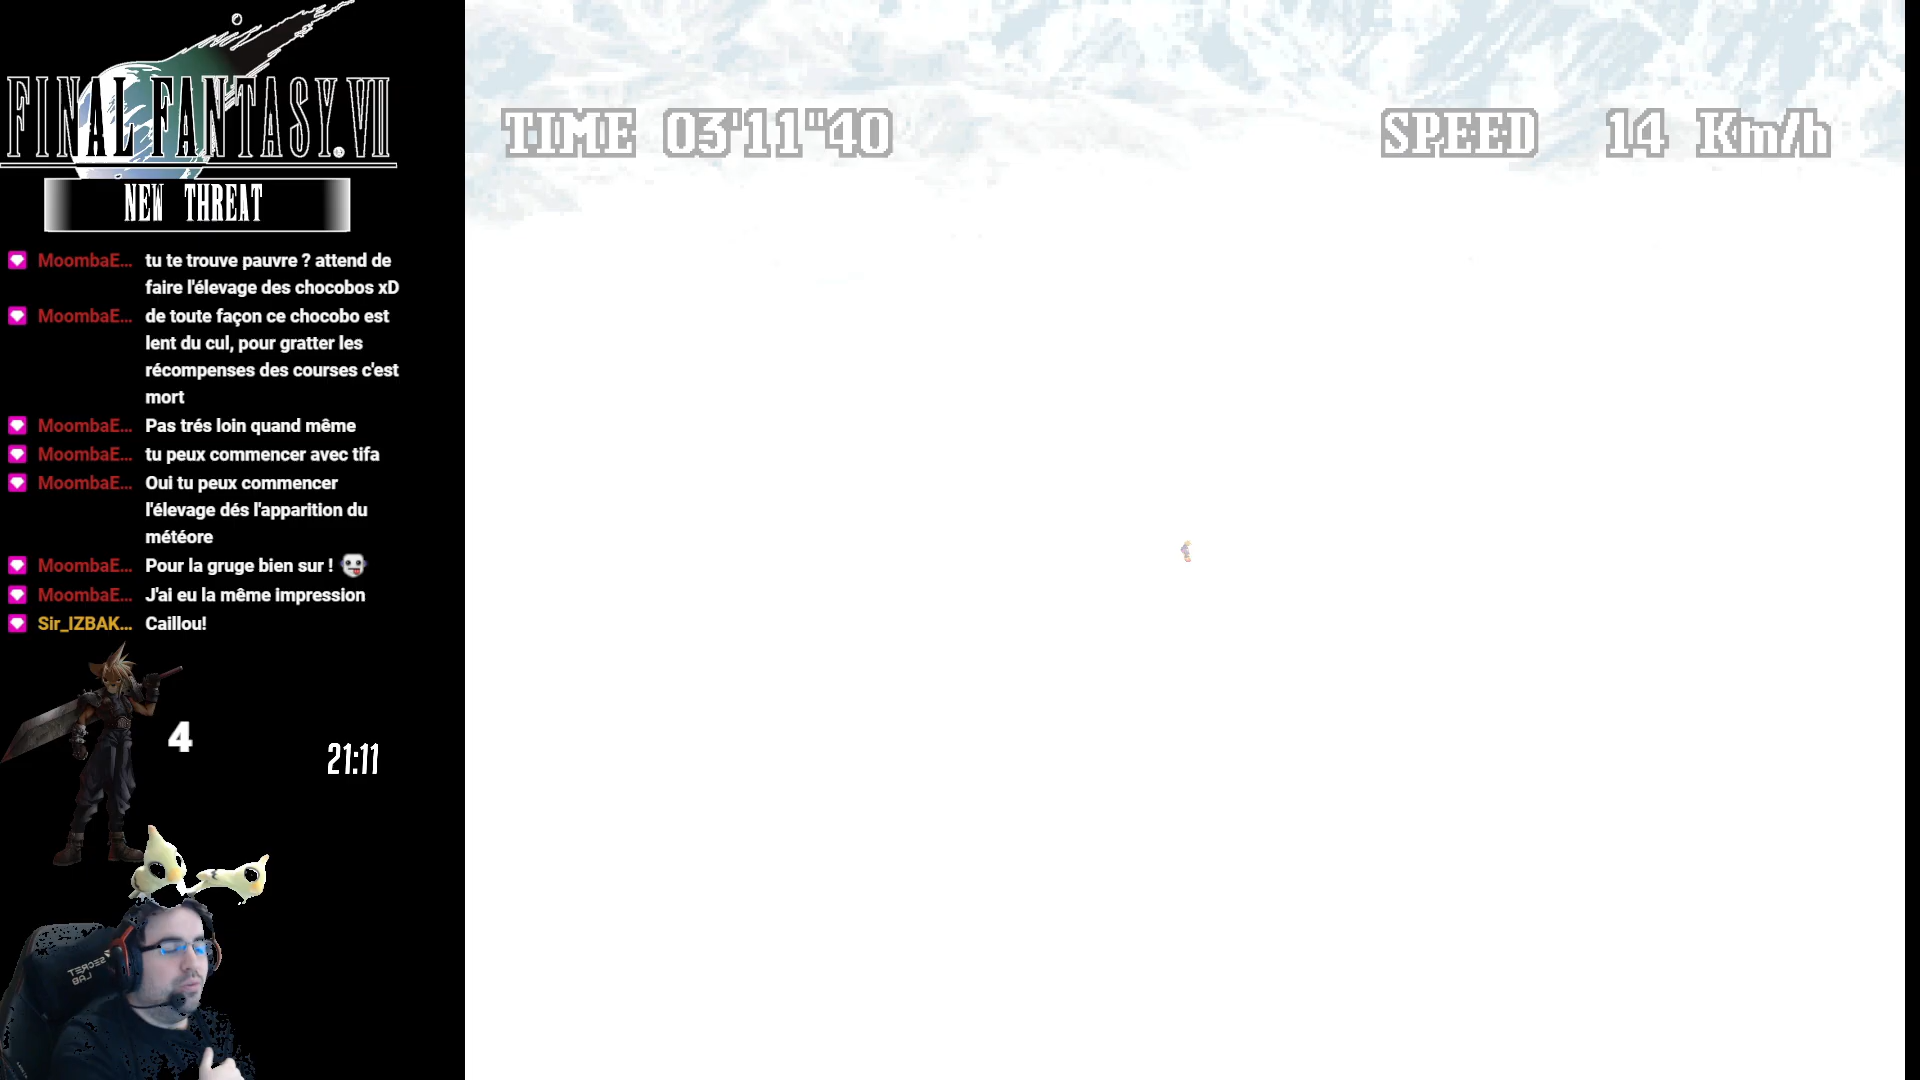 FINAL FANTASY.VII
NEW THREAT
TIME 03'11"40
SPEED 14 Km/h
MoombaE... tu te trouve pauvre ? attend de
faire l'élevage des chocobos xD
MoombaE... de toute façon ce chocobo est
lent du cul, pour gratter les
récompenses des courses c'est
mort
MoombaE... Pas trés loin quand même
MoombaE... tu peux commencer avec tifa
MoombaE... Oui tu peux commencer
l'élevage dés l'apparition du
météore
MoombaE... Pour la gruge bien sur !
MoombaE... J'ai eu la même impression
Sir_IZBAK... Caillou!
4
21:11
SECRET
LAB